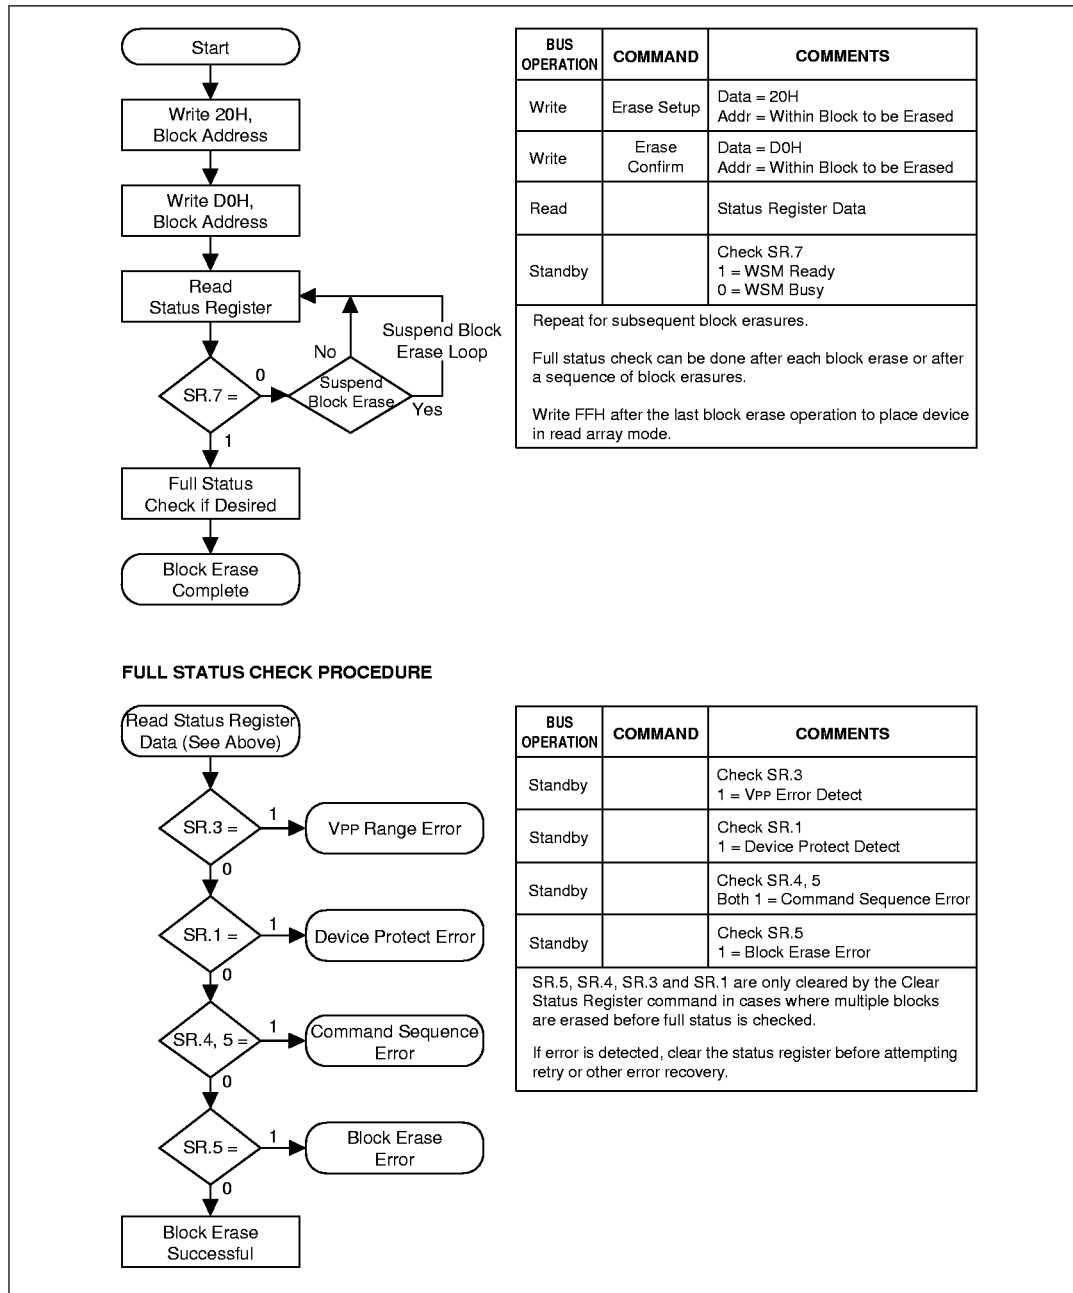 Start
Write 20H,
Block Address
Write D0H,
Block Address
Read
Status Register
SR.7 =
0
1
Suspend
Block Erase
No
Yes
Suspend Block
Erase Loop
Full Status
Check if Desired
Block Erase
Complete
BUS OPERATION COMMAND COMMENTS
Write Erase Setup Data = 20H
Addr = Within Block to be Erased
Write Erase Confirm Data = D0H
Addr = Within Block to be Erased
Read Status Register Data
Standby Check SR.7
1 = WSM Ready
0 = WSM Busy
Repeat for subsequent block erasures.
Full status check can be done after each block erase or after
a sequence of block erasures.
Write FFH after the last block erase operation to place device
in read array mode.
FULL STATUS CHECK PROCEDURE
Read Status Register
Data (See Above)
SR.3 =
1
VPP Range Error
0
SR.1 =
1
Device Protect Error
0
SR.4, 5 =
1
Command Sequence
Error
0
SR.5 =
1
Block Erase
Error
0
Block Erase
Successful
BUS OPERATION COMMAND COMMENTS
Standby Check SR.3
1 = VPP Error Detect
Standby Check SR.1
1 = Device Protect Detect
Standby Check SR.4, 5
Both 1 = Command Sequence Error
Standby Check SR.5
1 = Block Erase Error
SR.5, SR.4, SR.3 and SR.1 are only cleared by the Clear
Status Register command in cases where multiple blocks
are erased before full status is checked.
If error is detected, clear the status register before attempting
retry or other error recovery.